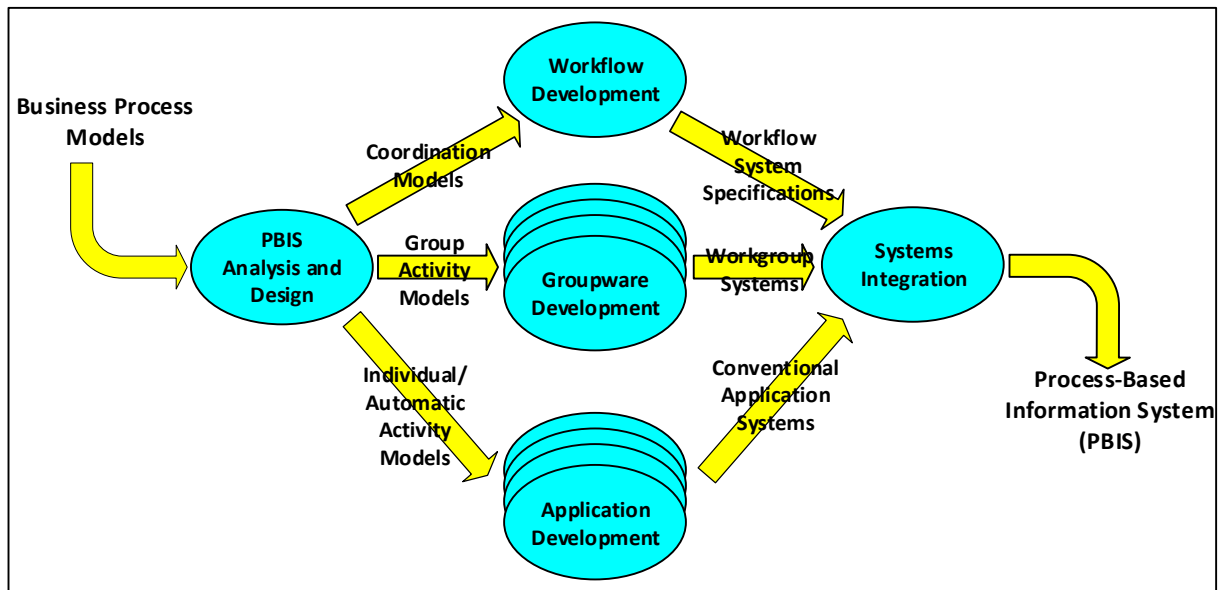 Business Process
Models
PBIS
Analysis and
Design
Coordination
Models
Group
Activity
Models
Individual/
Automatic
Activity
Models
Workflow
Development
Groupware
Development
Application
Development
Workflow
System
Specifications
Workgroup
Systems
Conventional
Application
Systems
Systems
Integration
Process-Based
Information System
(PBIS)